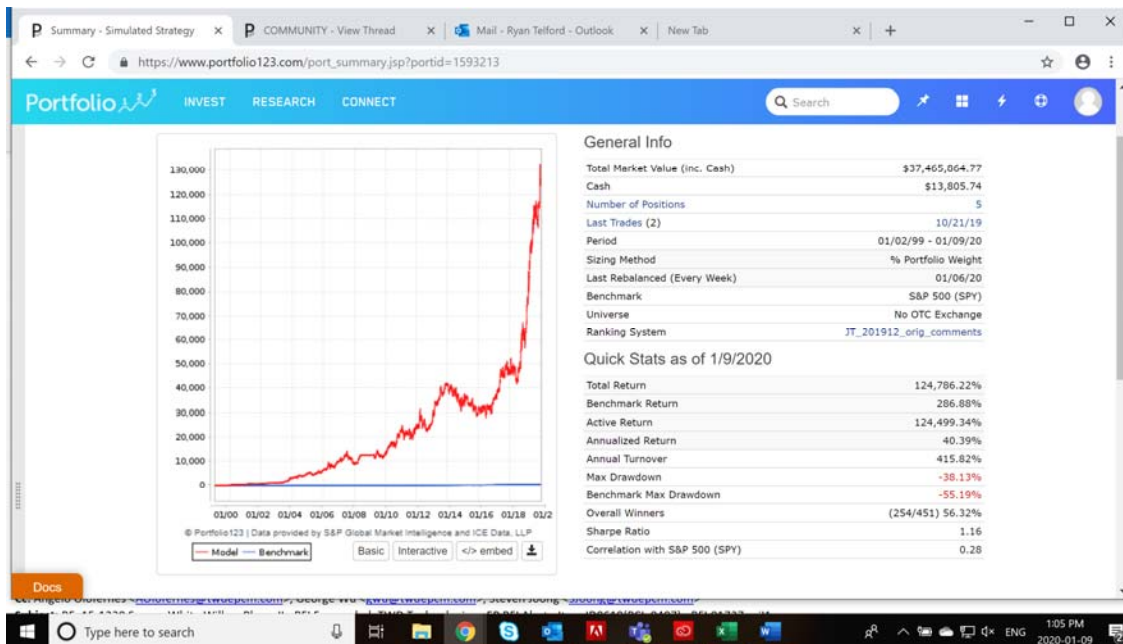 Summary - Simulated Strategy
COMMUNITY - View Thread
Mail - Ryan Telford - Outlook
New Tab
https://www.portfolio123.com/port_summary.jsp?portid=1593213
Portfolio123 INVEST RESEARCH CONNECT Search
General Info
Total Market Value (inc. Cash) $37,465,864.77
Cash $13,805.74
Number of Positions 5
Last Trades (2) 10/21/19
Period 01/02/99 - 01/09/20
Sizing Method % Portfolio Weight
Last Rebalanced (Every Week) 01/06/20
Benchmark S&P 500 (SPY)
Universe No OTC Exchange
Ranking System JT_201912_orig_comments
Quick Stats as of 1/9/2020
Total Return 124,786.22%
Benchmark Return 286.88%
Active Return 124,499.34%
Annualized Return 40.39%
Annual Turnover 415.82%
Max Drawdown -38.13%
Benchmark Max Drawdown -55.19%
Overall Winners (254/451) 56.32%
Sharpe Ratio 1.16
Correlation with S&P 500 (SPY) 0.28
130,000
120,000
110,000
100,000
90,000
80,000
70,000
60,000
50,000
40,000
30,000
20,000
10,000
0
01/00 01/02 01/04 01/06 01/08 01/10 01/12 01/14 01/16 01/18 01/2
© Portfolio123 | Data provided by S&P Global Market Intelligence and ICE Data, LLP
Model Benchmark Basic Interactive </> embed
Docs
Type here to search
ENG
1:05 PM
2020-01-09
2